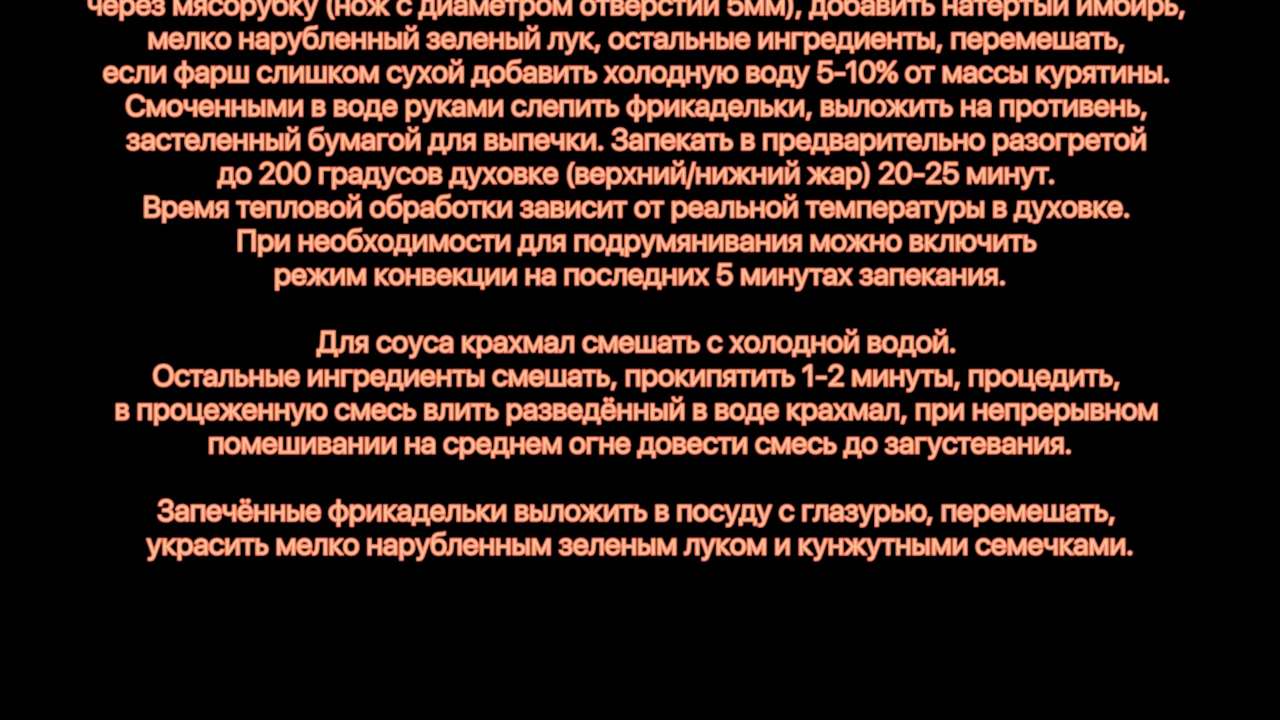 через мясорубку (нож с диаметром отверстий 5мм), добавить натертый имбирь,
мелко нарубленный зеленый лук, остальные ингредиенты, перемешать,
если фарш слишком сухой добавить холодную воду 5-10% от массы курятины.
Смоченными в воде руками слепить фрикадельки, выложить на противень,
застеленный бумагой для выпечки. Запекать в предварительно разогретой
до 200 градусов духовке (верхний/нижний жар) 20-25 минут.
Время тепловой обработки зависит от реальной температуры в духовке.
При необходимости для подрумянивания можно включить
режим конвекции на последних 5 минутах запекания.
Для соуса крахмал смешать с холодной водой.
Остальные ингредиенты смешать, прокипятить 1-2 минуты, процедить,
в процеженную смесь влить разведённый в воде крахмал, при непрерывном
помешивании на среднем огне довести смесь до загустевания.
Запечённые фрикадельки выложить в посуду с глазурью, перемешать,
украсить мелко нарубленным зеленым луком и кунжутными семечками.